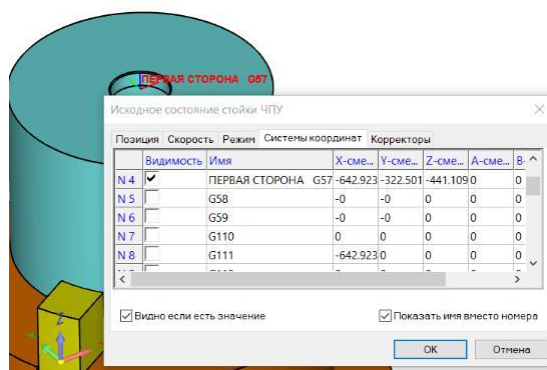 ПЕРВАЯ СТОРОНА G57
Исходное состояние стойки ЧПУ
Позиция Скорость Режим Системы координат Корректоры
Видимость Имя X-сме... Y-сме... Z-сме... A-сме... B-
N 4 ПЕРВАЯ СТОРОНА G57 -642.923 -322.501 -441.109 0 0
N 5 G58 -0 -0 0 0 0
N 6 G59 -0 -0 0 0 0
N 7 G110 0 0 0 0 0
N 8 G111 -642.923 0 0 0 0
Видно если есть значение Показать имя вместо номера
Z
OK Отмена